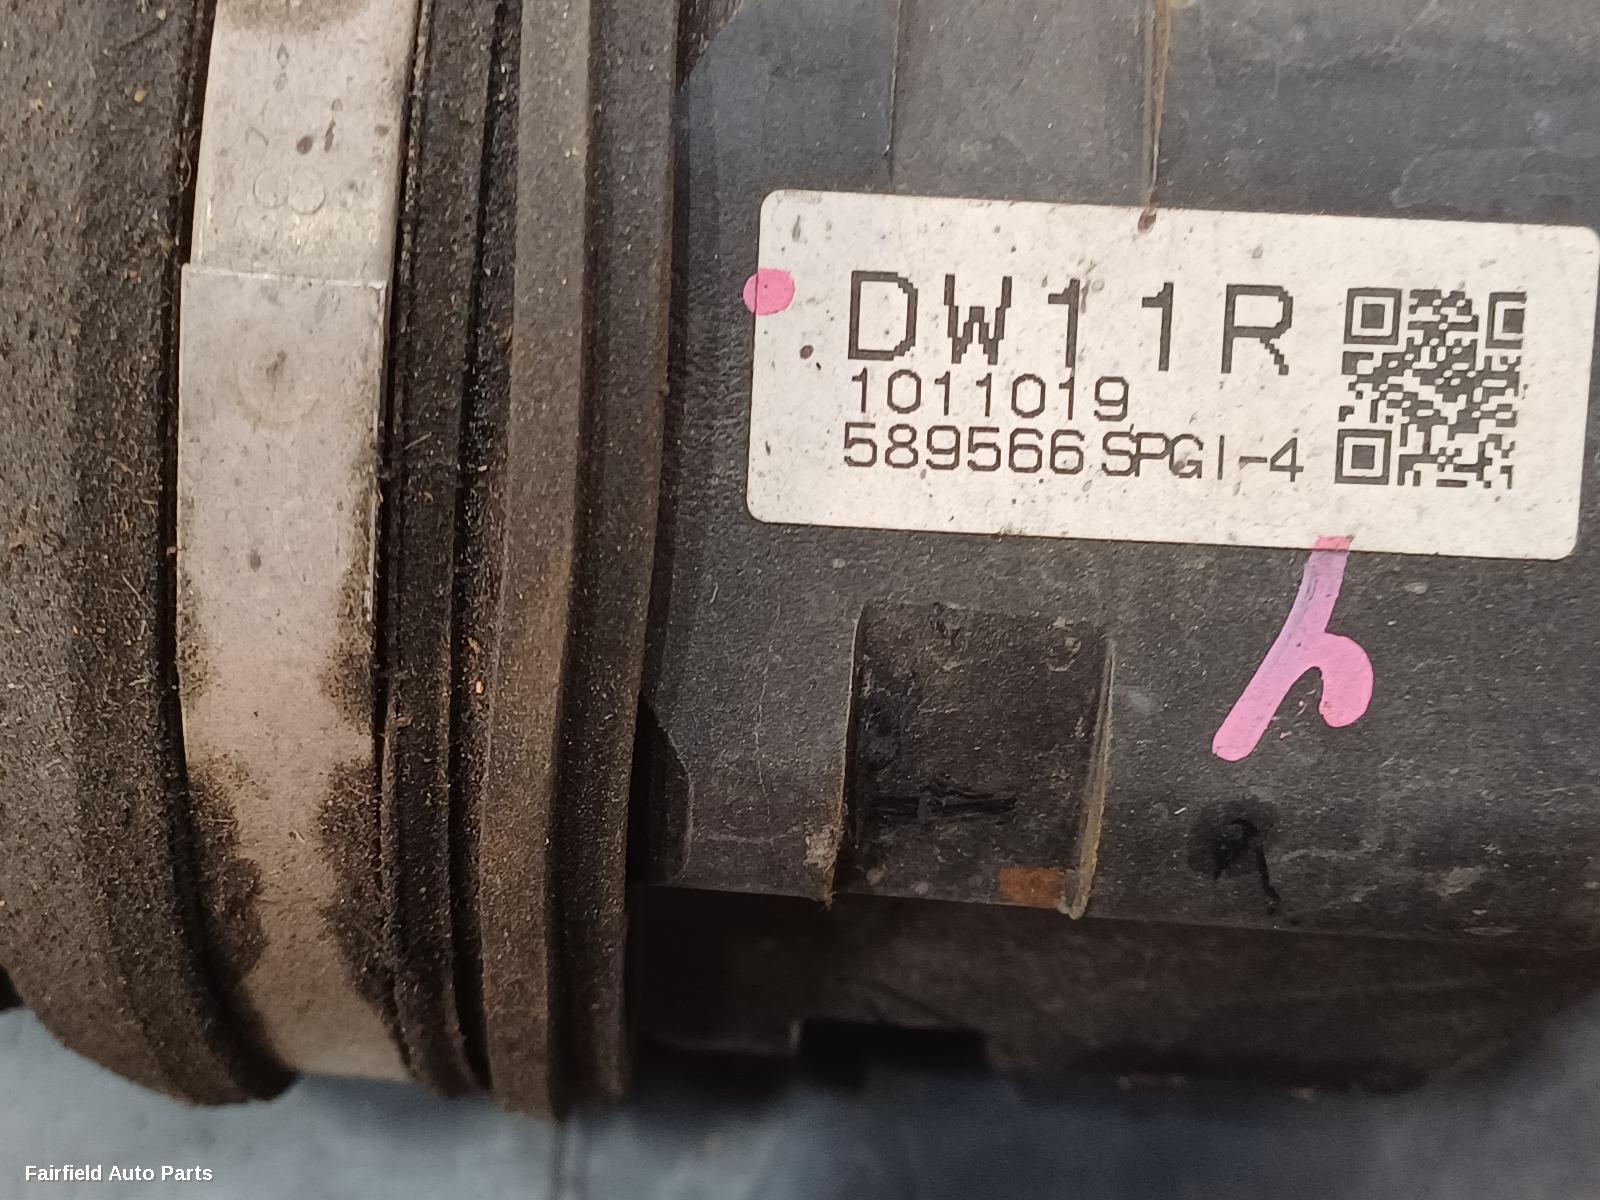 DW11R
1011019
589566 SPGI-4
Fairfield Auto Parts